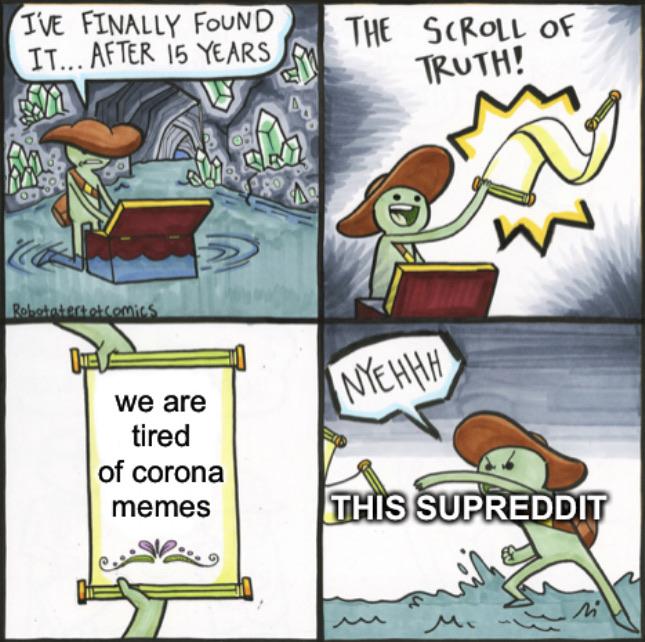 I'VE FINALLY FOUND
IT... AFTER 15 YEARS
THE SCROLL OF
TRUTH!
Robotatertotcomics
we are
tired
of corona
memes
NYEHHH
THIS SUPREDDIT